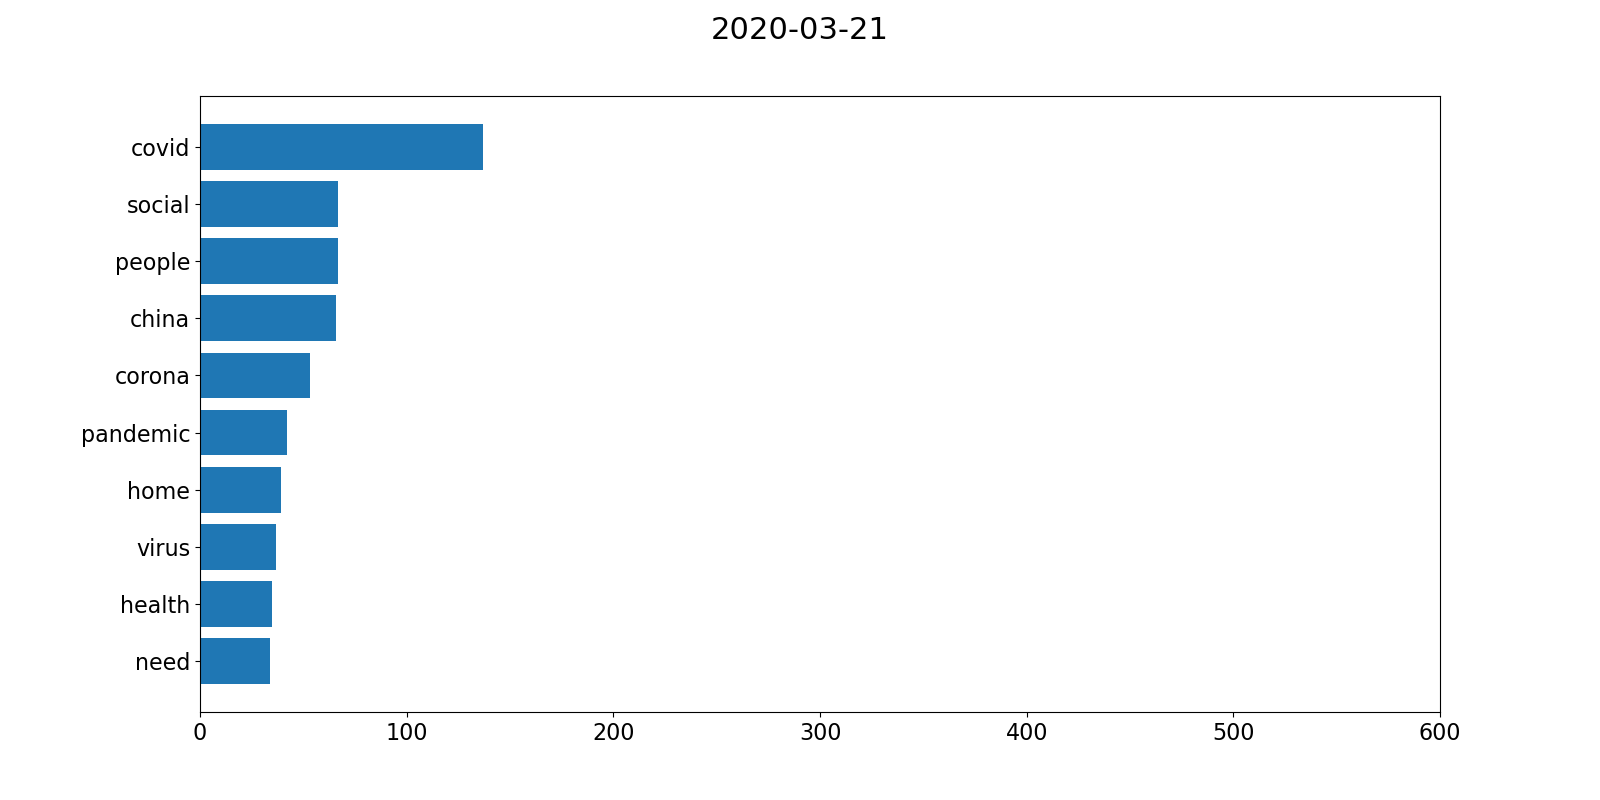 2020-03-21
covid
social
people
china
corona
pandemic
home
virus
health
need
0 100 200 300 400 500 600